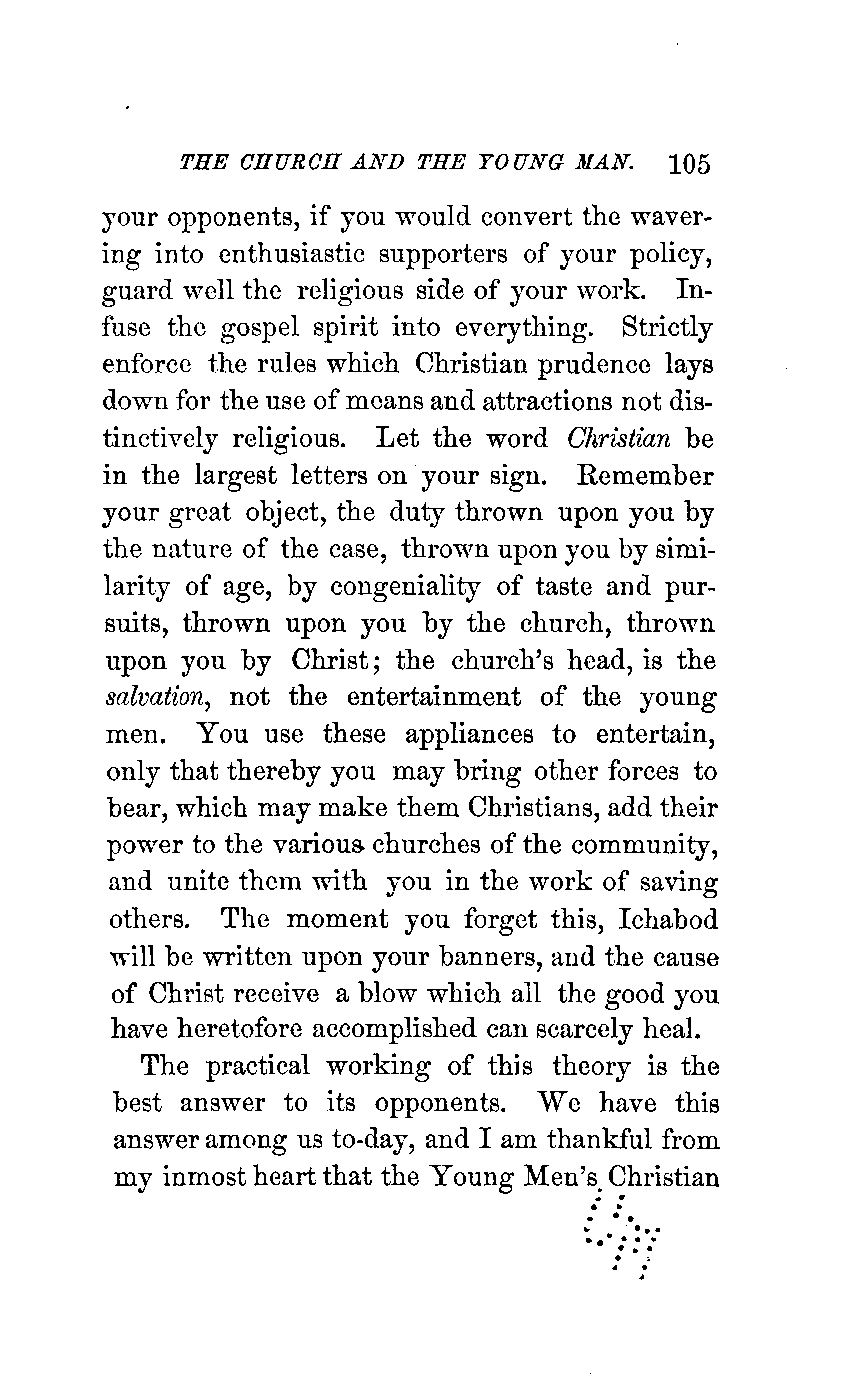 THE CHURCH AND THE YOUNG MAN. 105
your opponents, if you would convert the waver-
ing into enthusiastic supporters of your policy,
guard well the religious side of your work. In-
fuse the gospel spirit into everything. Strictly
enforce the rules which Christian prudence lays
down for the use of means and attractions not dis-
tinctively religious. Let the word Christian be
in the largest letters on your sign. Remember
your great object, the duty thrown upon you by
the nature of the case, thrown upon you by simi-
larity of age, by congeniality of taste and pur-
suits, thrown upon you by the church, thrown
upon you by Christ; the church's head, is the
salvation, not the entertainment of the young
men. You use these appliances to entertain,
only that thereby you may bring other forces to
bear, which may make them Christians, add their
power to the various churches of the community,
and unite them with you in the work of saving
others. The moment you forget this, Ichabod
will be written upon your banners, and the cause
of Christ receive a blow which all the good you
have heretofore accomplished can scarcely heal.
The practical working of this theory is the
best answer to its opponents. We have this
answer among us to-day, and I am thankful from
my inmost heart that the Young Men's Christian